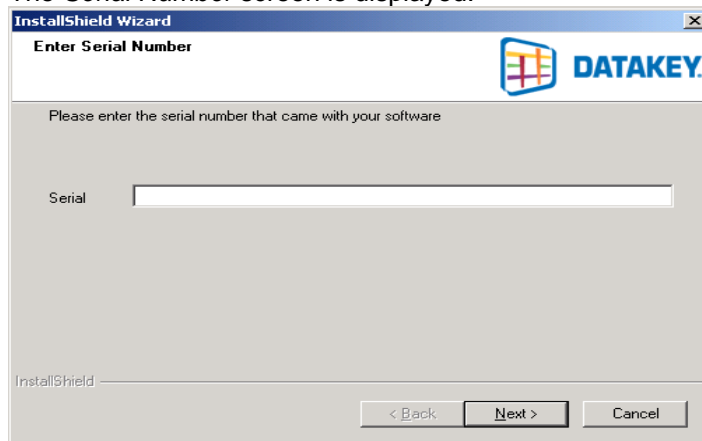 The Serial Number screen is displayed.
InstallShield Wizard
Enter Serial Number
DATAKEY.
Please enter the serial number that came with your software
Serial
InstallShield
< Back Next > Cancel